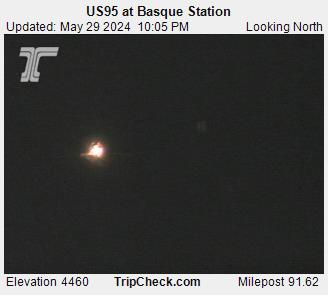 US95 at Basque Station
Updated: May 29 2024 10:05 PM Looking North
Elevation 4460 TripCheck.com Milepost 91.62